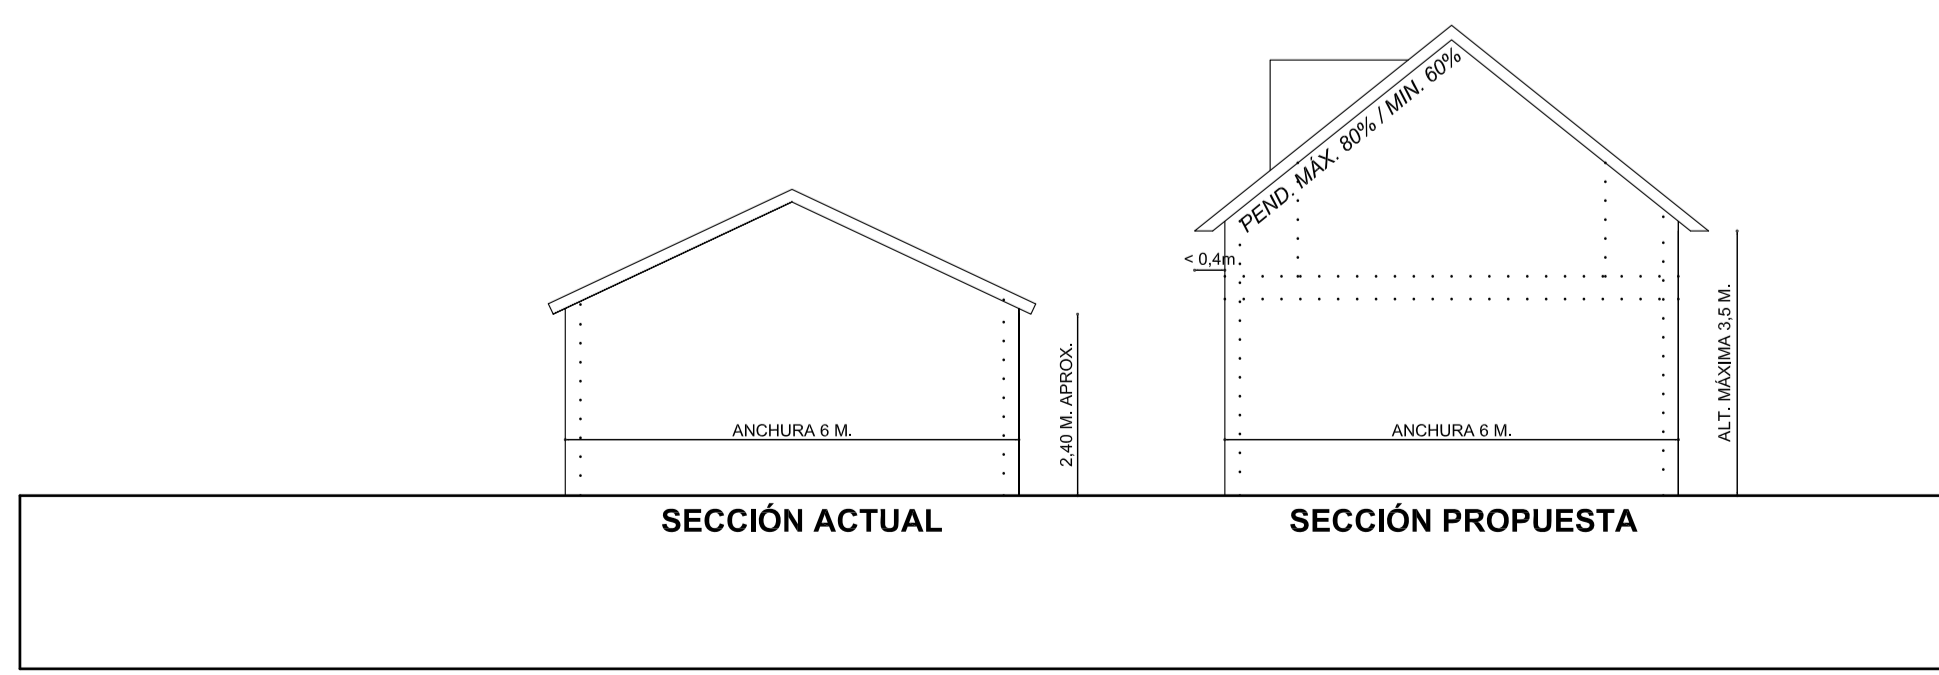 PEND. MÁX. 80% / MIN. 60%
< 0,4m
2,40 M. APROX.
ALT. MÁXIMA 3,5 M.
ANCHURA 6 M.
ANCHURA 6 M.
SECCIÓN ACTUAL
SECCIÓN PROPUESTA